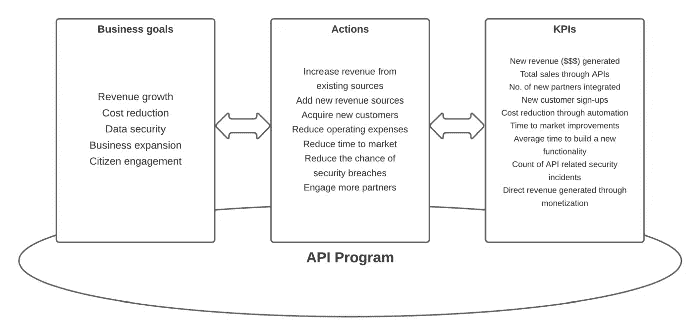 Business goals
Revenue growth
Cost reduction
Data security
Business expansion
Citizen engagement
Actions
Increase revenue from
existing sources
Add new revenue sources
Acquire new customers
Reduce operating expenses
Reduce time to market
Reduce the chance of
security breaches
Engage more partners
KPIs
New revenue ($$$) generated
Total sales through APIs
No. of new partners integrated
New customer sign-ups
Cost reduction through automation
Time to market improvements
Average time to build a new
functionality
Count of API related security
incidents
Direct revenue generated through
monetization
API Program